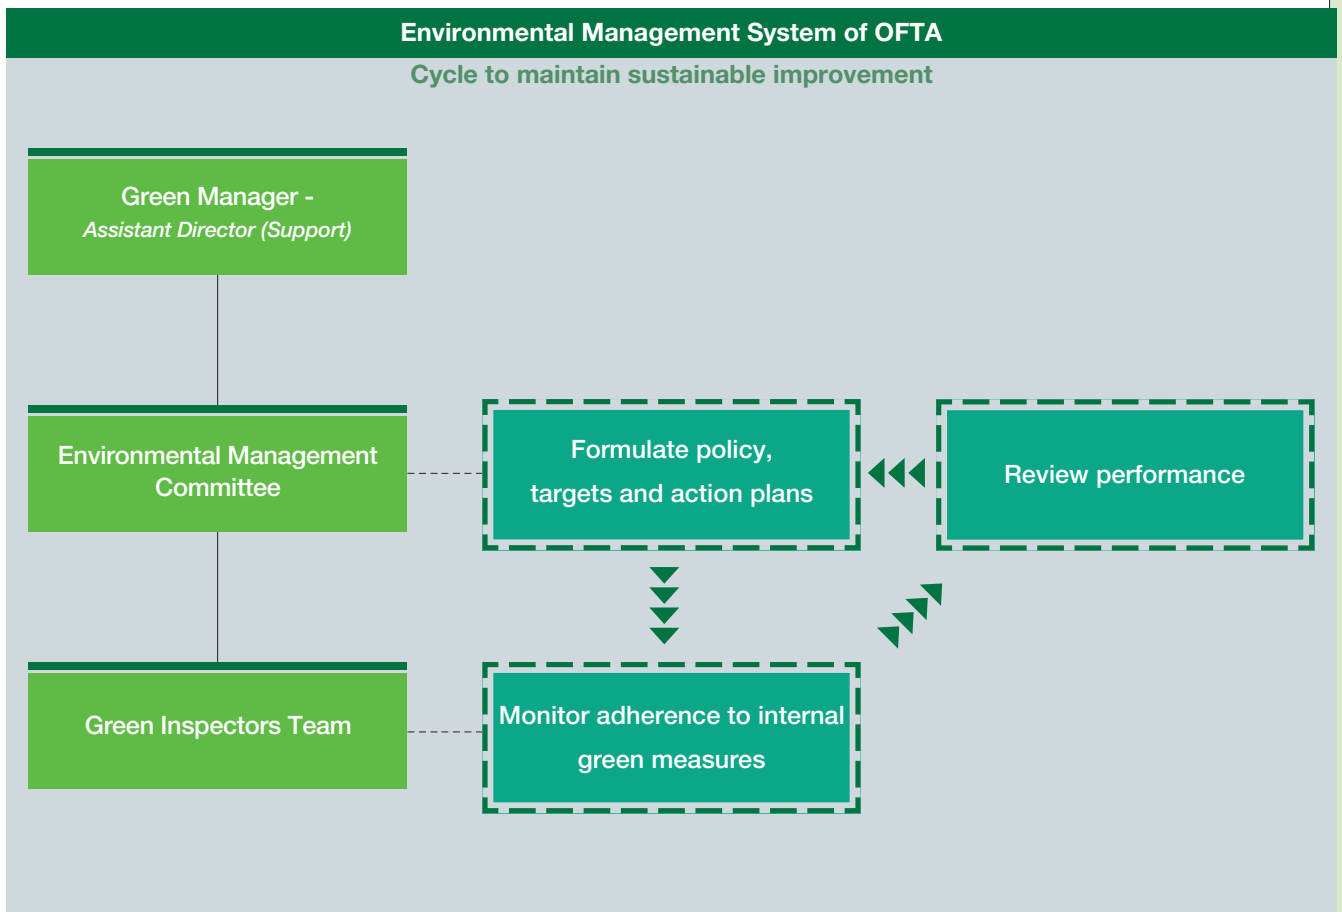 Environmental Management System of OFTA
Cycle to maintain sustainable improvement
Green Manager -
Assistant Director (Support)
Environmental Management
Committee
Formulate policy,
targets and action plans
Review performance
Green Inspectors Team
Monitor adherence to internal
green measures